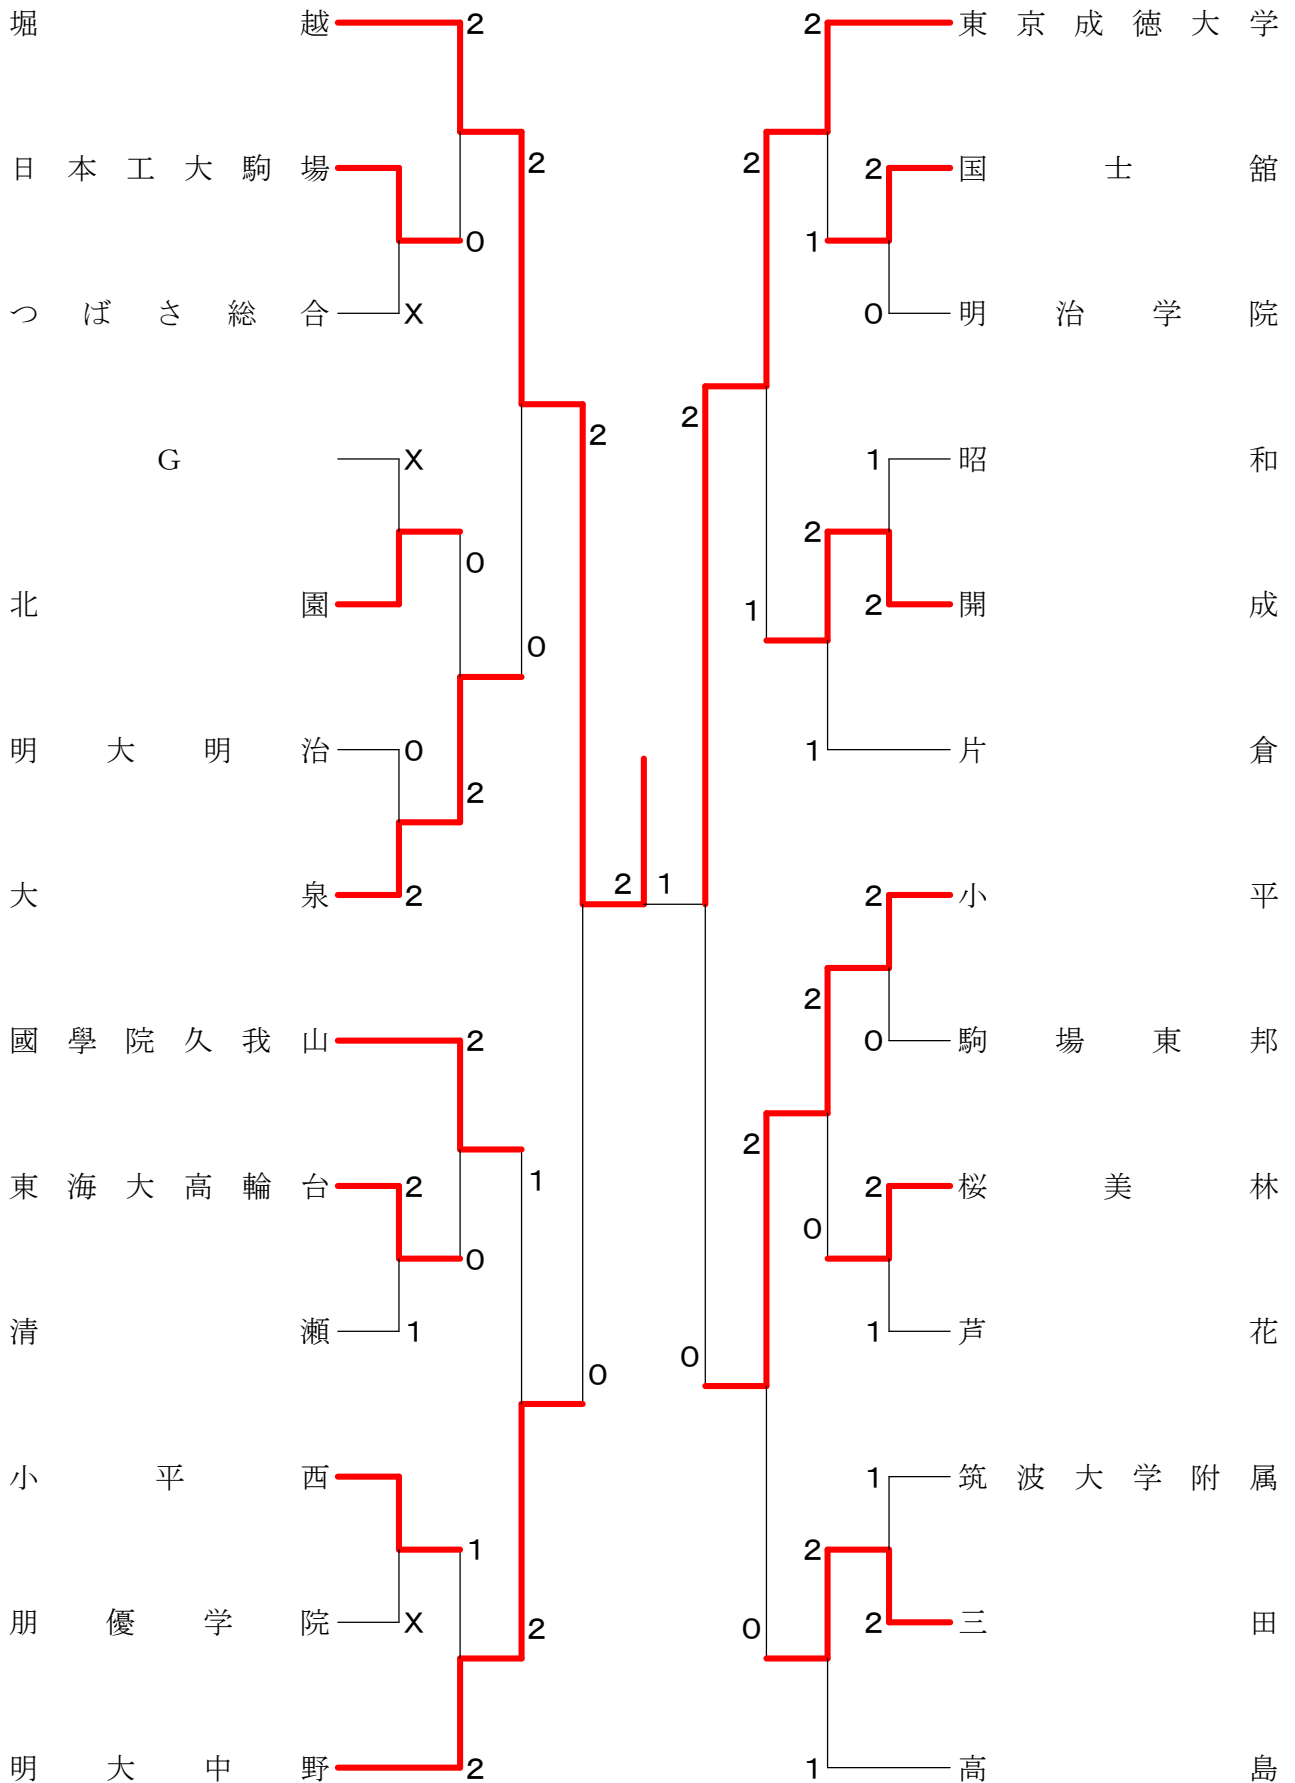 堀越 2 2 東京成徳大学
2 2
日本工大駒場 2 国士舘
0 1
つばさ総合 X 0 明治学院
2 2
G X 1 昭和
0 2
北園 2 開成
0 1
明大明治 0 1 片倉
2
2 1
大泉 2 2 小平
2
國學院久我山 2 0 駒場東邦
1 2
東海大高輪台 2 2 桜美林
0 0
清瀬 1 1 芦花
0 0
小平西 1 筑波大学附属
1 2
朋優学院 X 2 0 2 三田
明大中野 2 1 高島